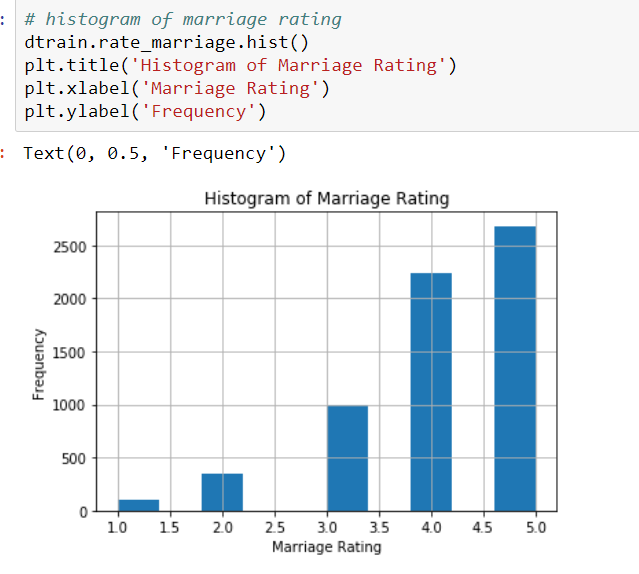 : # histogram of marriage rating
dtrain.rate_marriage.hist()
plt.title('Histogram of Marriage Rating')
plt.xlabel('Marriage Rating')
plt.ylabel('Frequency')
: Text(0, 0.5, 'Frequency')
Histogram of Marriage Rating
2500
2000
1500
1000
500
0
Frequency
1.0 1.5 2.0 2.5 3.0 3.5 4.0 4.5 5.0
Marriage Rating